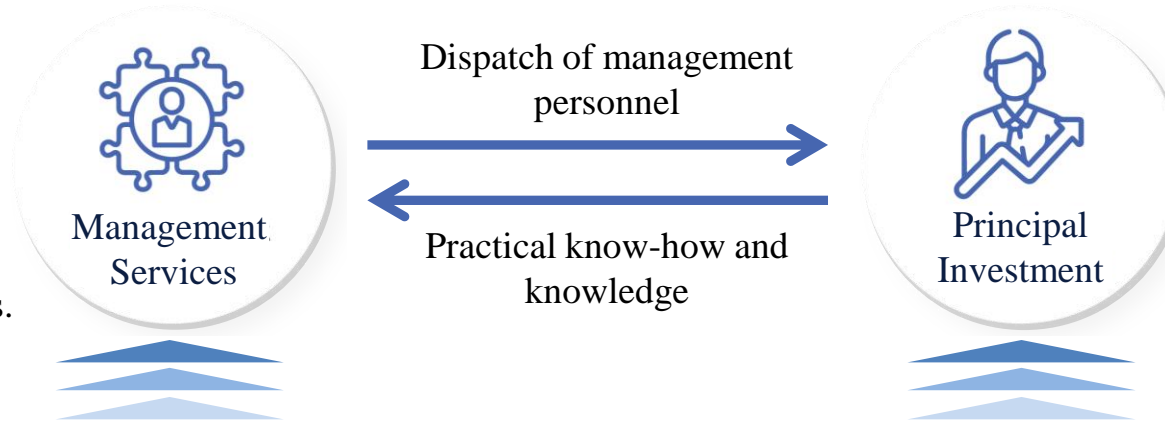 Dispatch of management
personnel
Management
Services
Practical know-how and
knowledge
Principal
Investment
s.